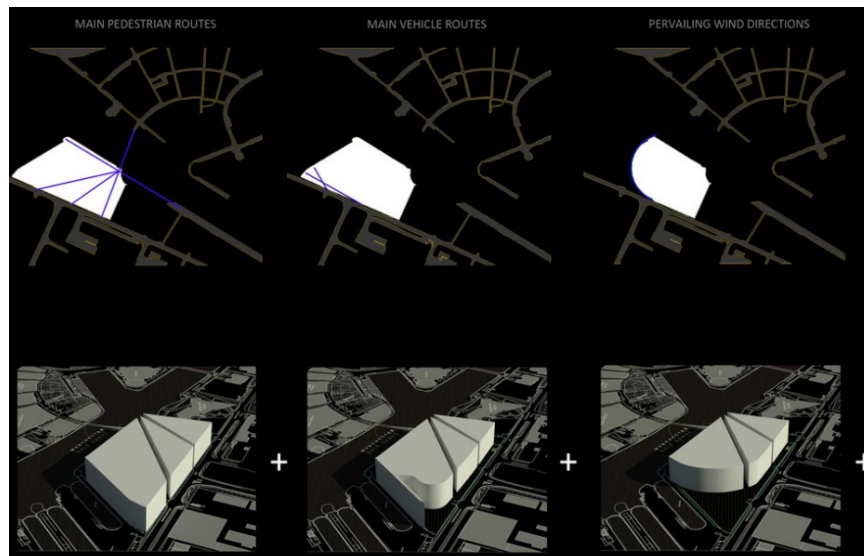 MAIN PEDESTRIAN ROUTES
MAIN VEHICLE ROUTES
PERVAILING WIND DIRECTIONS
+
+
+